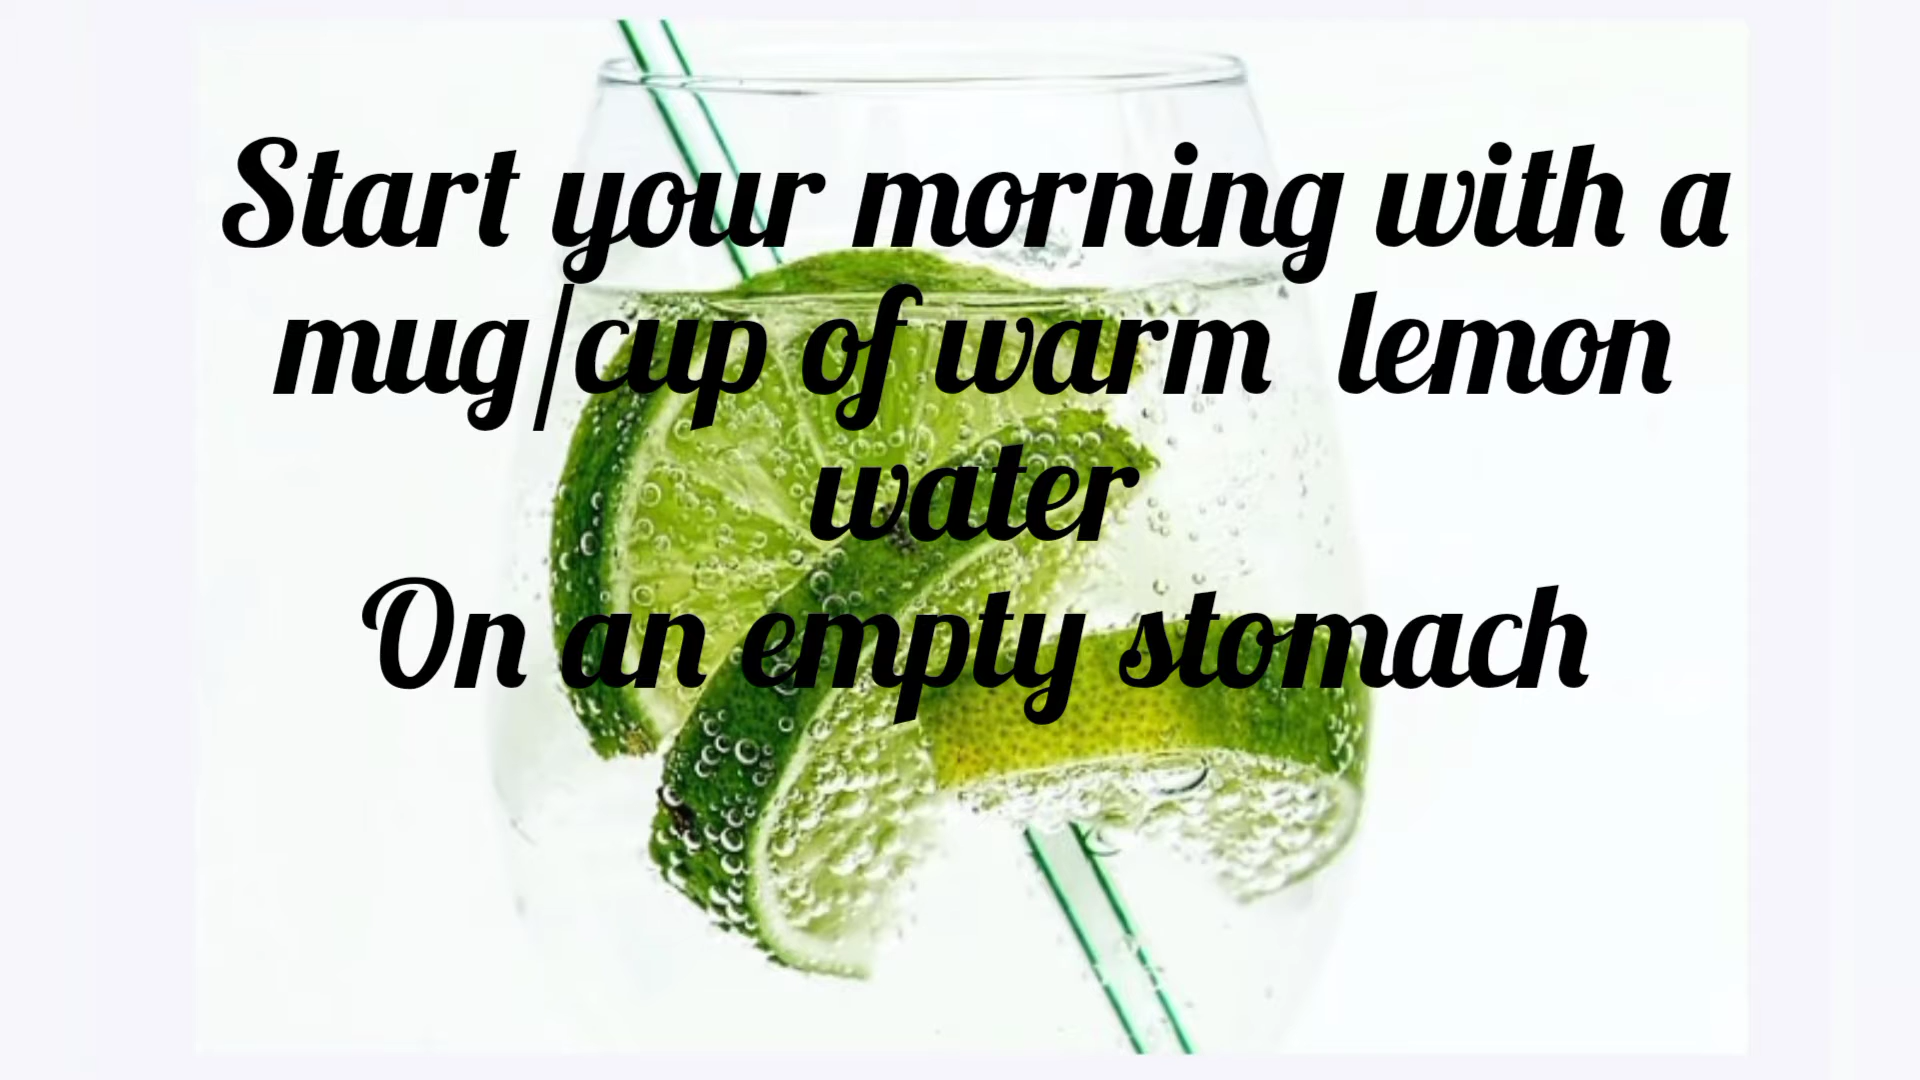 Start your morning with a
mug/cup of warm  lemon
water
On an empty stomach